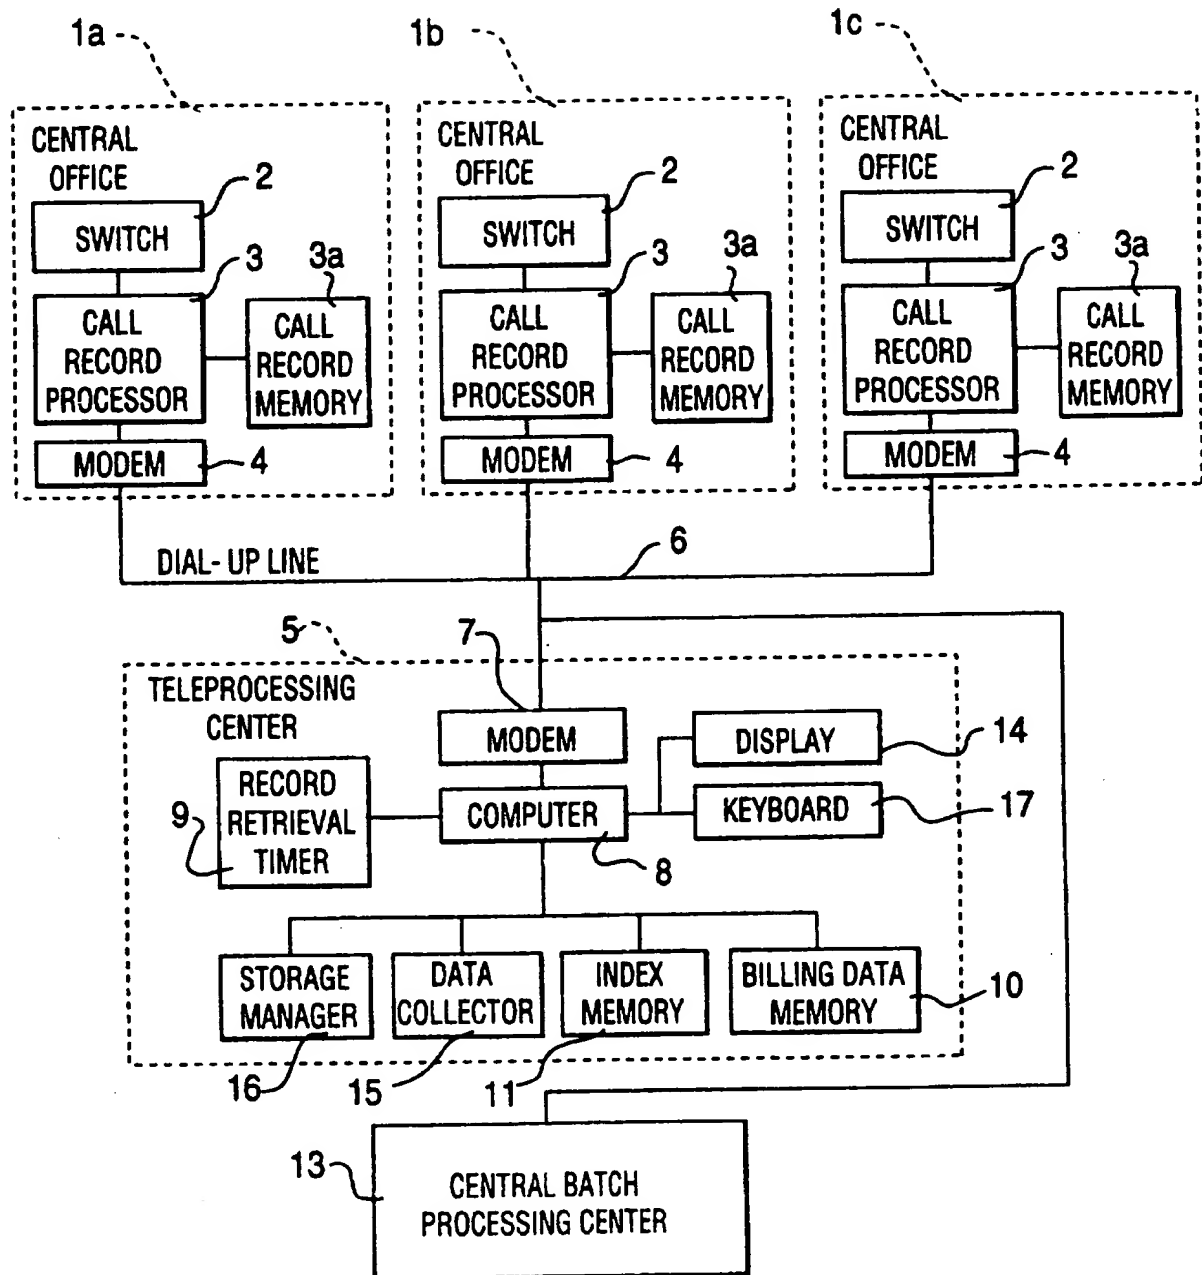 1a
1b
1c
CENTRAL
OFFICE
2
SWITCH
3
3a
CALL
RECORD
PROCESSOR
CALL
RECORD
MEMORY
MODEM
4
CENTRAL
OFFICE
2
SWITCH
3
3a
CALL
RECORD
PROCESSOR
CALL
RECORD
MEMORY
MODEM
4
CENTRAL
OFFICE
2
SWITCH
3
3a
CALL
RECORD
PROCESSOR
CALL
RECORD
MEMORY
MODEM
4
DIAL-UP LINE
6
5
7
TELEPROCESSING
CENTER
MODEM
DISPLAY
14
RECORD
RETRIEVAL
TIMER
9
COMPUTER
8
KEYBOARD
17
STORAGE
MANAGER
16
DATA
COLLECTOR
15
INDEX
MEMORY
11
BILLING DATA
MEMORY
10
13
CENTRAL BATCH
PROCESSING CENTER